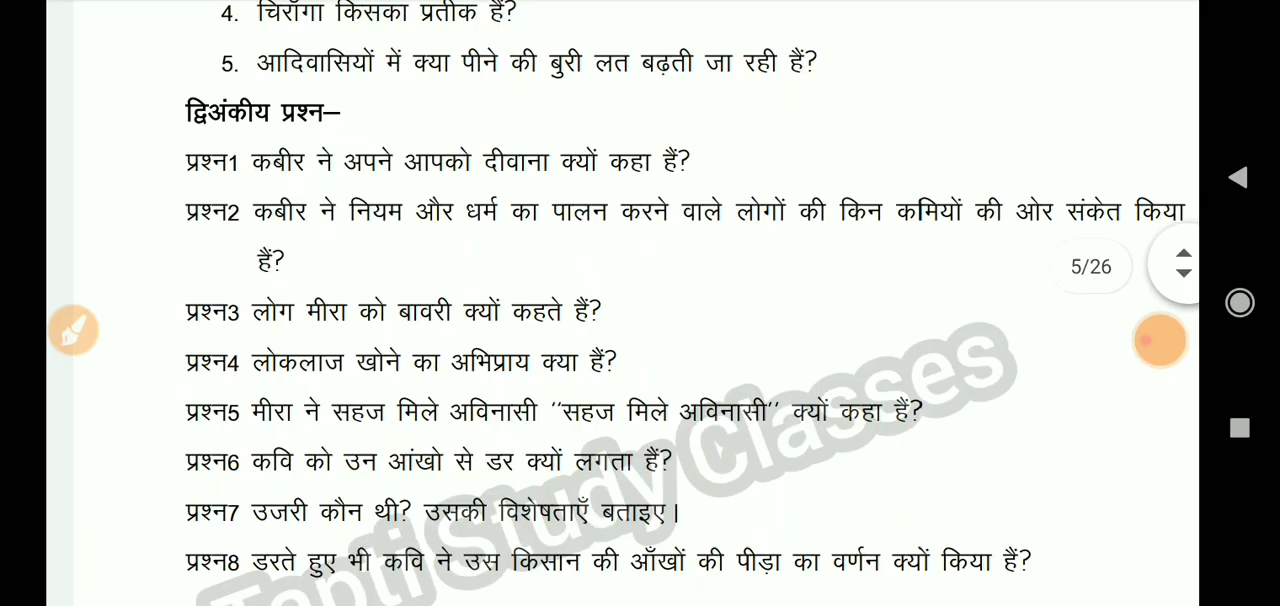 4. चिराँगा किसका प्रतीक हैं?
5. आदिवासियों में क्या पीने की बुरी लत बढ़ती जा रही हैं?
द्विअंकीय प्रश्न–
प्रश्न1 कबीर ने अपने आपको दीवाना क्यों कहा हैं?
प्रश्न2 कबीर ने नियम और धर्म का पालन करने वाले लोगों की किन कमियों की ओर संकेत किया
हैं?
5/26
प्रश्न3 लोग मीरा को बावरी क्यों कहते हैं?
प्रश्न4 लोकलाज खोने का अभिप्राय क्या हैं?
प्रश्न5 मीरा ने सहज मिले अविनासी ''सहज मिले अविनासी'' क्यों कहा हैं?
प्रश्न6 कवि को उन आंखो से डर क्यों लगता हैं?
प्रश्न7 उजरी कौन थी? उसकी विशेषताएँ बताइए।
प्रश्न8 डरते हुए भी कवि ने उस किसान की आँखों की पीड़ा का वर्णन क्यों किया हैं?
Tapti Study Classes